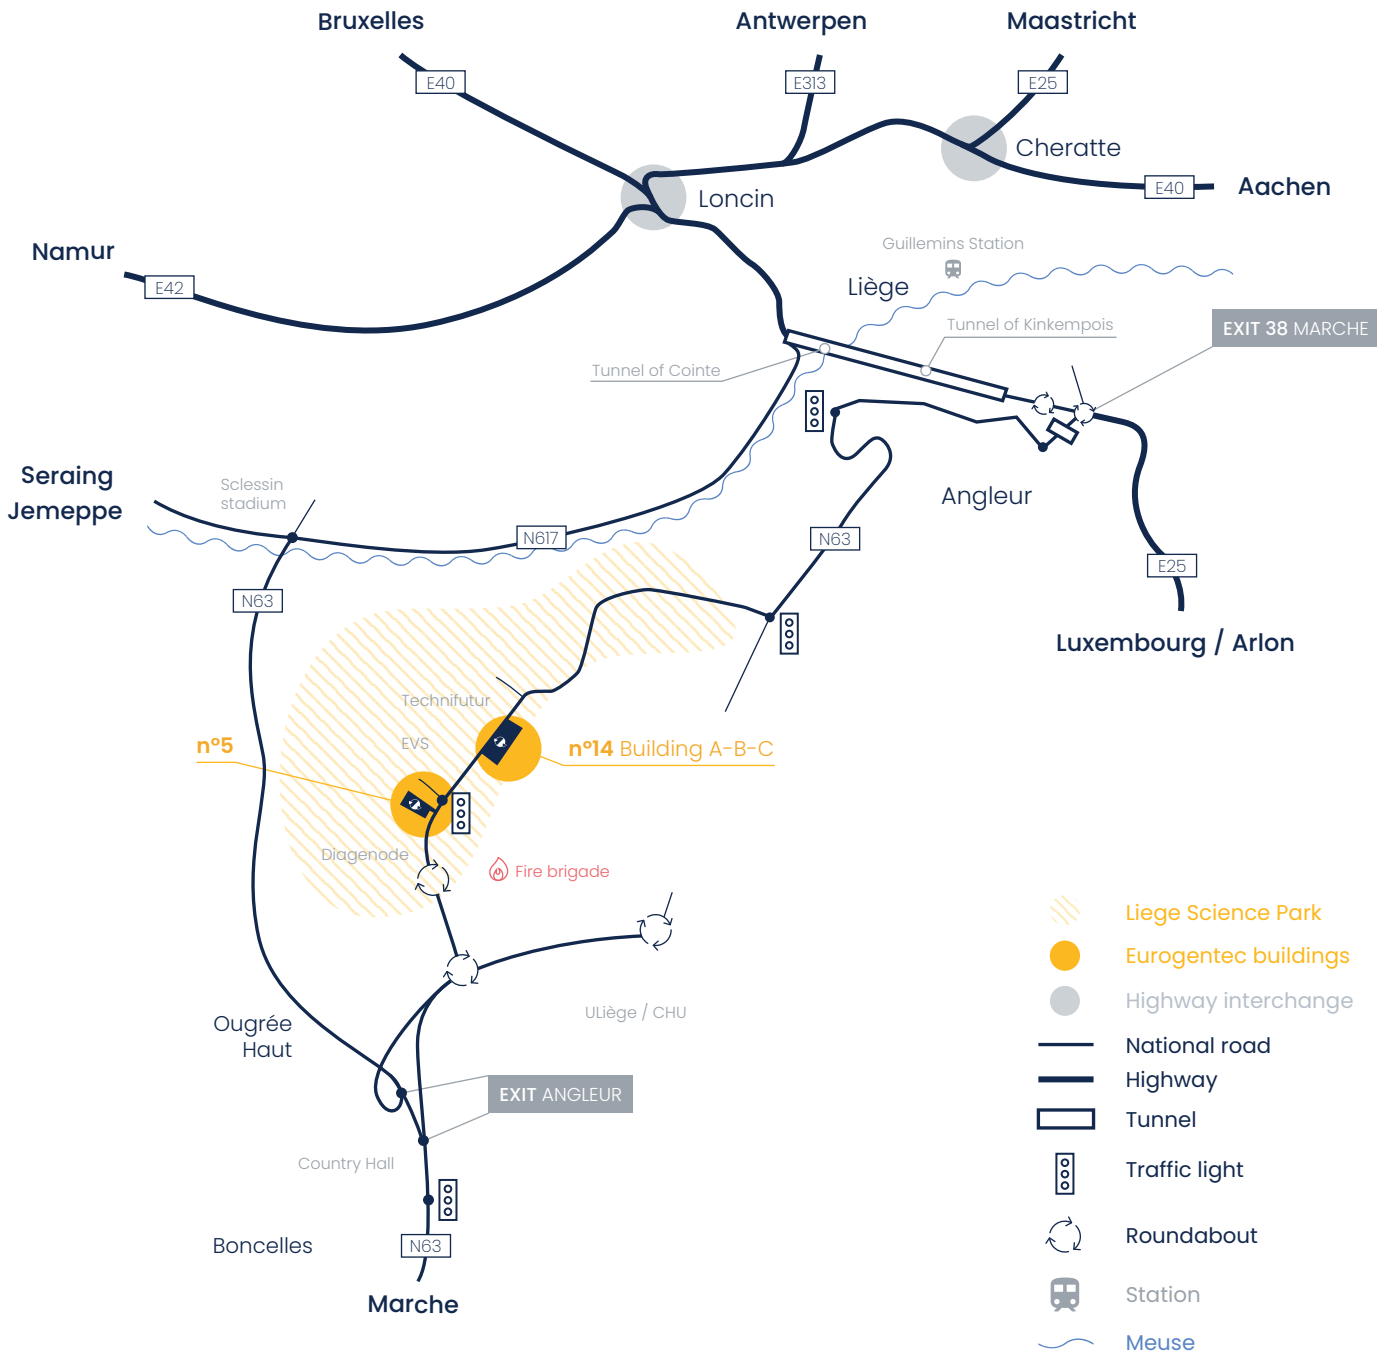 Bruxelles
Antwerpen
Maastricht
E40
E313
E25
Cheratte
Loncin
E40
Aachen
Namur
E42
Guillemins Station
Liège
Tunnel of Kinkempois
EXIT 38 MARCHE
Tunnel of Cointe
Seraing
Jemeppe
Sclessin
stadium
Angleur
N617
N63
E25
N63
Luxembourg / Arlon
Technifutur
EVS
nº5
nº14 Building A-B-C
Diagenode
Fire brigade
Liege Science Park
Eurogentec buildings
Highway interchange
ULiège / CHU
Ougrée
Haut
National road
Highway
EXIT ANGLEUR
Tunnel
Country Hall
Traffic light
Boncelles
N63
Roundabout
Marche
Station
Meuse